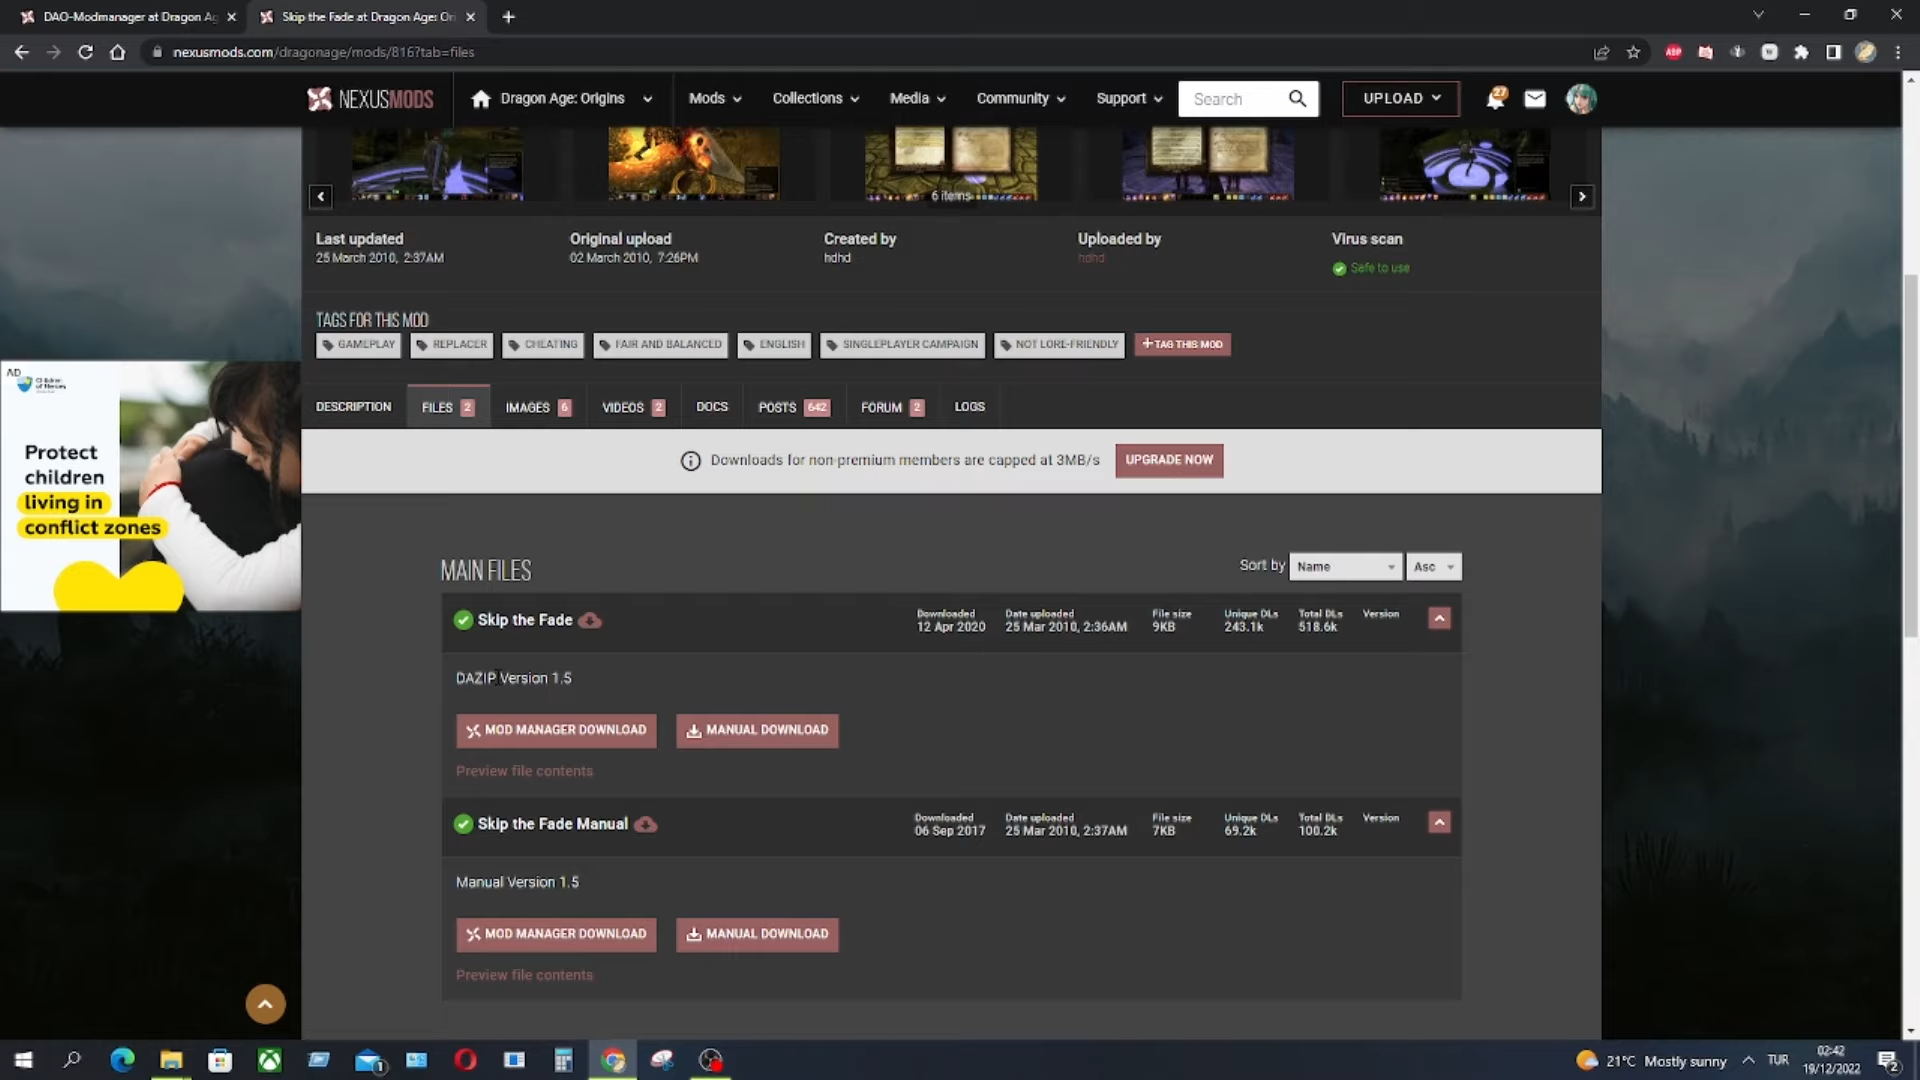 DAO-Modmanager at Dragon Ag
Skip the Fade at Dragon Age: Ori
nexusmods.com/dragonage/mods/816?tab=files
ABP
NEXUSMODS
Dragon Age: Origins
Mods
Collections
Media
Community
Support
Search
UPLOAD
27
6 items
Last updated
25 March 2010, 2:37AM
Original upload
02 March 2010, 7:26PM
Created by
hdhd
Uploaded by
hdhd
Virus scan
Safe to use
TAGS FOR THIS MOD
GAMEPLAY
REPLACER
CHEATING
FAIR AND BALANCED
ENGLISH
SINGLEPLAYER CAMPAIGN
NOT LORE-FRIENDLY
+TAG THIS MOD
DESCRIPTION
FILES 2
IMAGES 6
VIDEOS 2
DOCS
POSTS 642
FORUM 2
LOGS
AD
Protect
children
living in
conflict zones
Downloads for non-premium members are capped at 3MB/s
UPGRADE NOW
MAIN FILES
Sort by
Name
Asc
Skip the Fade
Downloaded
12 Apr 2020
Date uploaded
25 Mar 2010, 2:36AM
File size
9KB
Unique DLs
243.1k
Total DLs
518.6k
Version
DAZIP Version 1.5
MOD MANAGER DOWNLOAD
MANUAL DOWNLOAD
Preview file contents
Skip the Fade Manual
Downloaded
06 Sep 2017
Date uploaded
25 Mar 2010, 2:37AM
File size
7KB
Unique DLs
69.2k
Total DLs
100.2k
Version
Manual Version 1.5
MOD MANAGER DOWNLOAD
MANUAL DOWNLOAD
Preview file contents
1
21°C Mostly sunny
TUR
02:42
19/12/2022
2